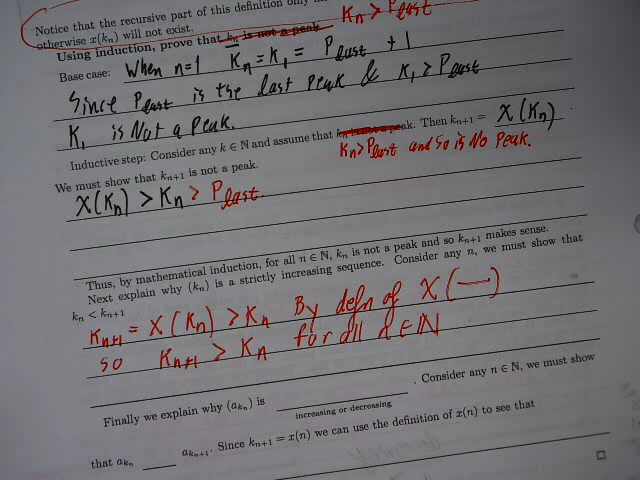 Notice that the recursive part of this definition only
otherwise x(kn) will not exist.
Kn > Plast
Using induction, prove that kn is not a peak
Base case: When n=1 Kn = K1 = Plast + 1
Since Plast is the last peak & K1 > Plast
K1 is Not a peak.
Inductive step: Consider any k ∈ N and assume that kn is not a peak. Then kn+1 = X(Kn)
Kn > Plast and so is No peak.
We must show that kn+1 is not a peak.
X(Kn) > Kn > Plast.
Thus, by mathematical induction, for all n ∈ N, kn is not a peak and so kn+1 makes sense.
Next explain why (kn) is a strictly increasing sequence. Consider any n, we must show that
kn < kn+1
Kn+1 = X(Kn) > Kn By defn of X(—)
so Kn+1 > Kn for all n ∈ N
Finally we explain why (akn) is ______. Consider any n ∈ N, we must show
increasing or decreasing
that akn ____ akn+1. Since kn+1 = x(n) we can use the definition of x(n) to see that